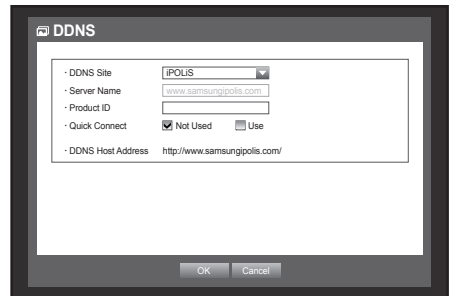 DDNS
· DDNS Site iPOLiS
· Server Name www.samsungipolis.com
· Product ID
· Quick Connect Not Used Use
· DDNS Host Address http://www.samsungipolis.com/
OK Cancel